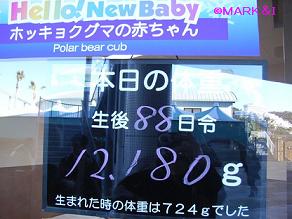 ©MARK&I
Hello! New Baby
ホッキョクグマの赤ちゃん
Polar bear cub
本日の体重
生後88日令
12,180g
生まれた時の体重は724gでした